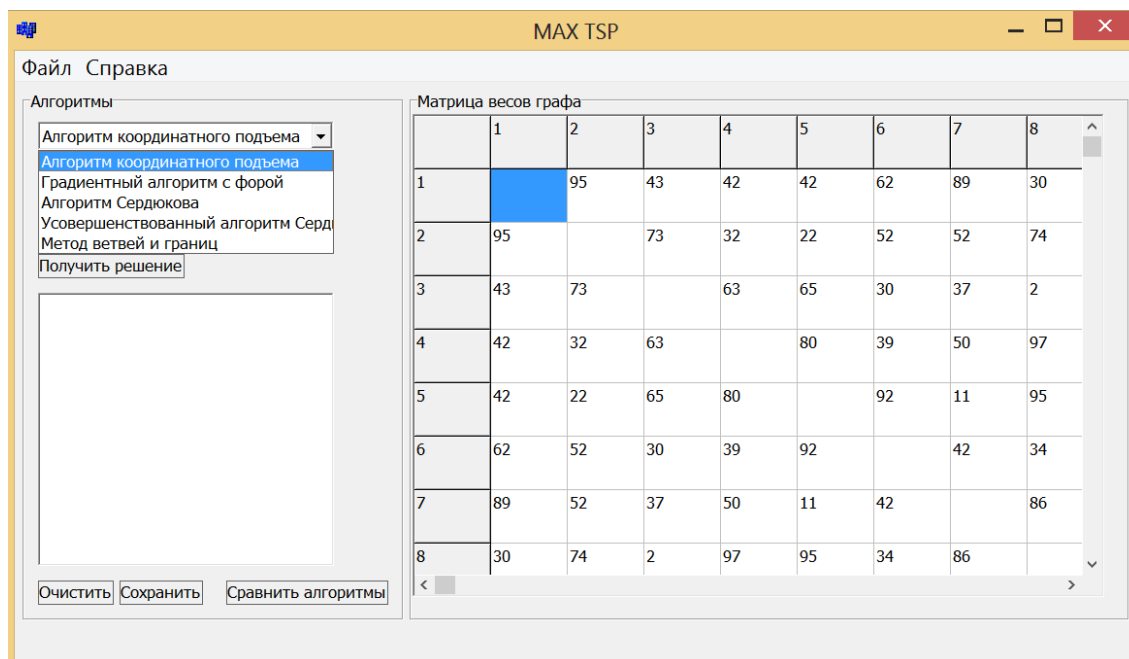 MAX TSP
Файл Справка
Алгоритмы
Алгоритм координатного подъема
Алгоритм координатного подъема
Градиентный алгоритм с форой
Алгоритм Сердюкова
Усовершенствованный алгоритм Серд
Метод ветвей и границ
Получить решение
Очистить Сохранить Сравнить алгоритмы
Матрица весов графа
1 2 3 4 5 6 7 8
1 95 43 42 42 62 89 30
2 95 73 32 22 52 52 74
3 43 73 63 65 30 37 2
4 42 32 63 80 39 50 97
5 42 22 65 80 92 11 95
6 62 52 30 39 92 42 34
7 89 52 37 50 11 42 86
8 30 74 2 97 95 34 86